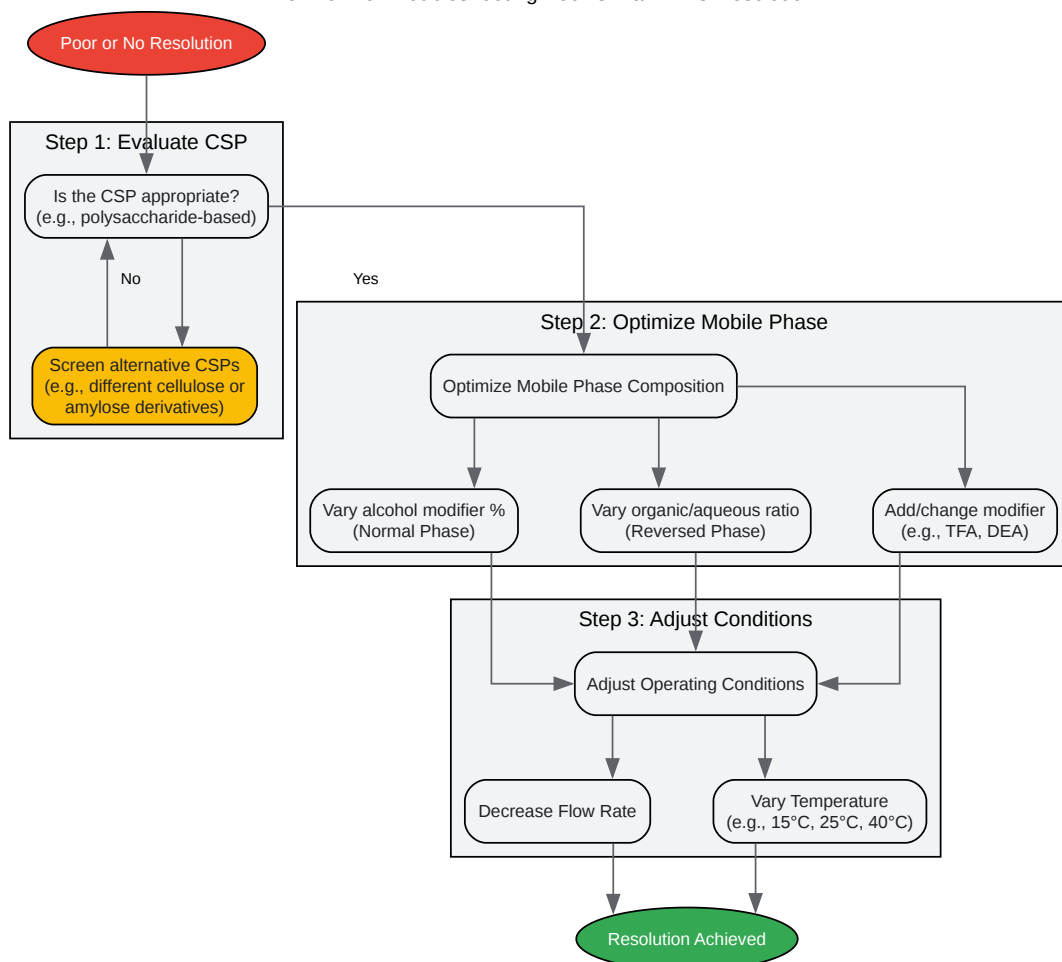 Poor or No Resolution
Step 1: Evaluate CSP
Is the CSP appropriate?
(e.g., polysaccharide-based)
No
Yes
Screen alternative CSPs
(e.g., different cellulose or
amylose derivatives)
Step 2: Optimize Mobile Phase
Optimize Mobile Phase Composition
Vary alcohol modifier %
(Normal Phase)
Vary organic/aqueous ratio
(Reversed Phase)
Add/change modifier
(e.g., TFA, DEA)
Step 3: Adjust Conditions
Adjust Operating Conditions
Decrease Flow Rate
Vary Temperature
(e.g., 15°C, 25°C, 40°C)
Resolution Achieved